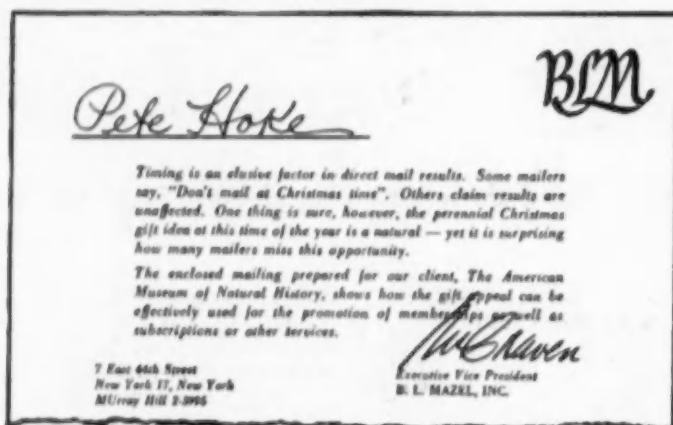 BLM
Pete Hoke
Timing is an elusive factor in direct mail results. Some mailers
say, "Don't mail at Christmas time". Others claim results are
unaffected. One thing is sure, however, the perennial Christmas
gift idea at this time of the year is a natural — yet it is surprising
how many mailers miss this opportunity.
The enclosed mailing prepared for our client, The American
Museum of Natural History, shows how the gift appeal can be
effectively used for the promotion of memberships as well as
subscriptions or other services.
7 East 44th Street
New York 17, New York
MUrray Hill
Executive Vice President
B. L. MAZEL, INC.